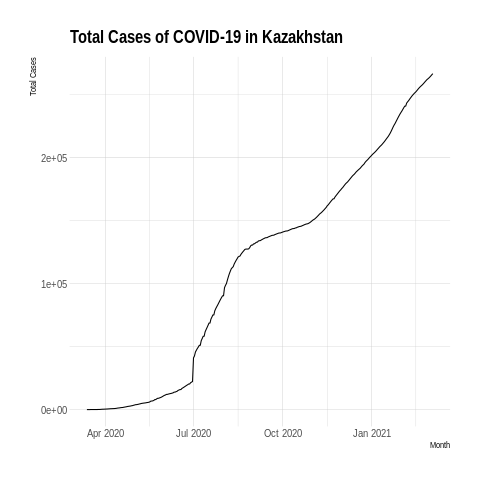 Total Cases of COVID-19 in Kazakhstan
Total Cases
2e+05
1e+05
0e+00
Apr 2020 Jul 2020 Oct 2020 Jan 2021
Month